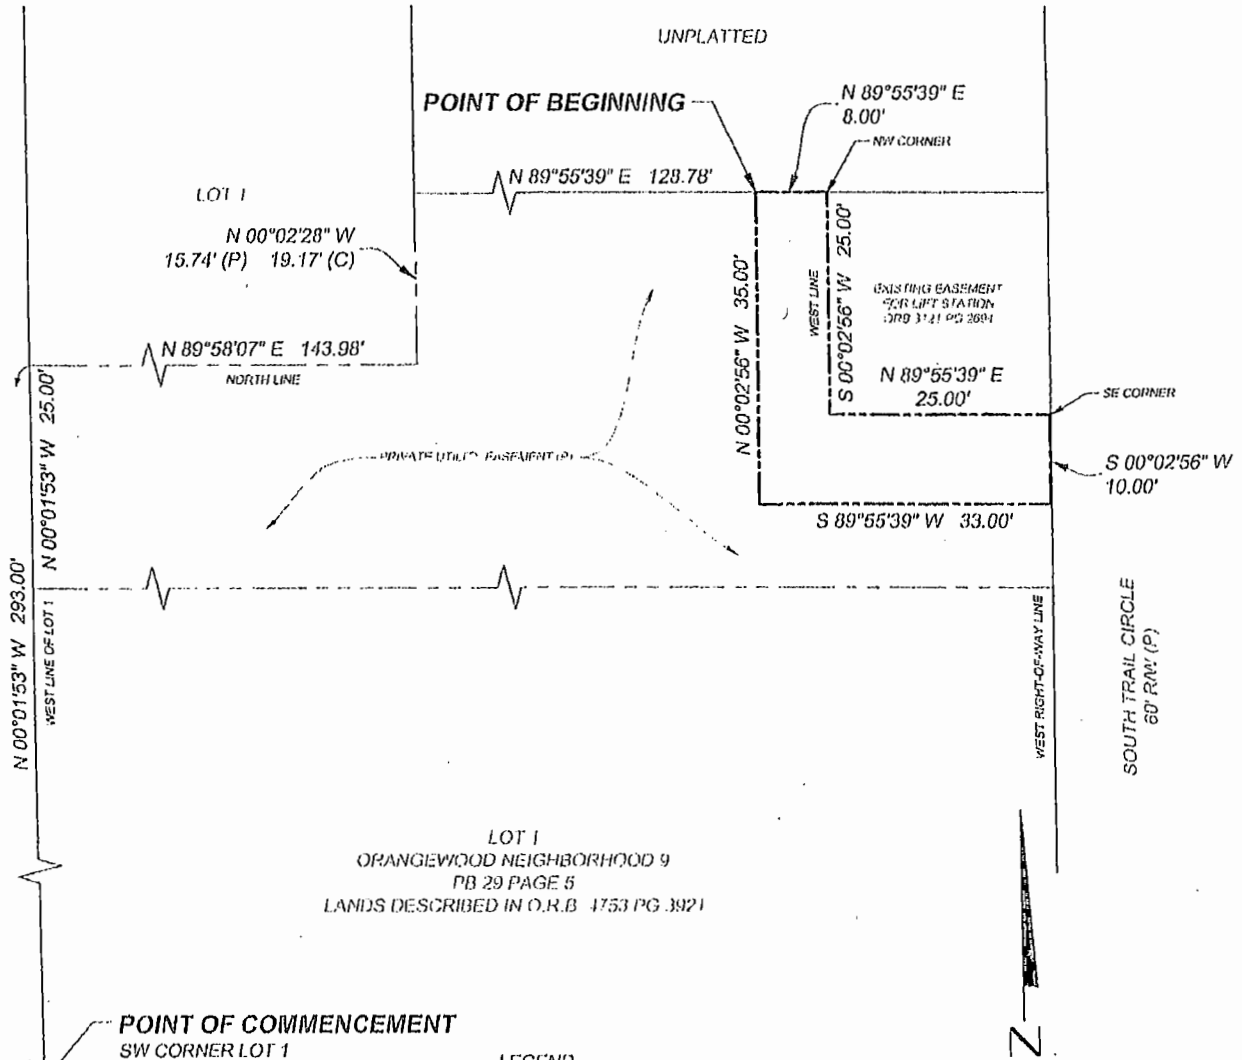 UNPLATTED
POINT OF BEGINNING
N 89°55'39" E
8.00'
NW CORNER
LOT 1
N 89°55'39" E 128.78'
N 00°02'28" W
15.74' (P) 19.17' (C)
N 00°02'56" W 35.00'
WEST LINE
S 00°02'56" W 25.00'
EXISTING EASEMENT
FOR LIFT STATION
ORB 3121 PG 2694
N 89°58'07" E 143.98'
NORTH LINE
N 89°55'39" E
25.00'
SE CORNER
N 00°01'53" W 25.00'
PRIVATE UTILITY EASEMENT (P)
S 00°02'56" W
10.00'
S 89°55'39" W 33.00'
N 00°01'53" W 293.00'
WEST LINE OF LOT 1
WEST RIGHT-OF-WAY LINE
SOUTH TRAIL CIRCLE
60' R/W (P)
LOT 1
ORANGEWOOD NEIGHBORHOOD 9
PB 29 PAGE 5
LANDS DESCRIBED IN O.R.B 4753 PG 3921
POINT OF COMMENCEMENT
SW CORNER LOT 1
LEGEND
N